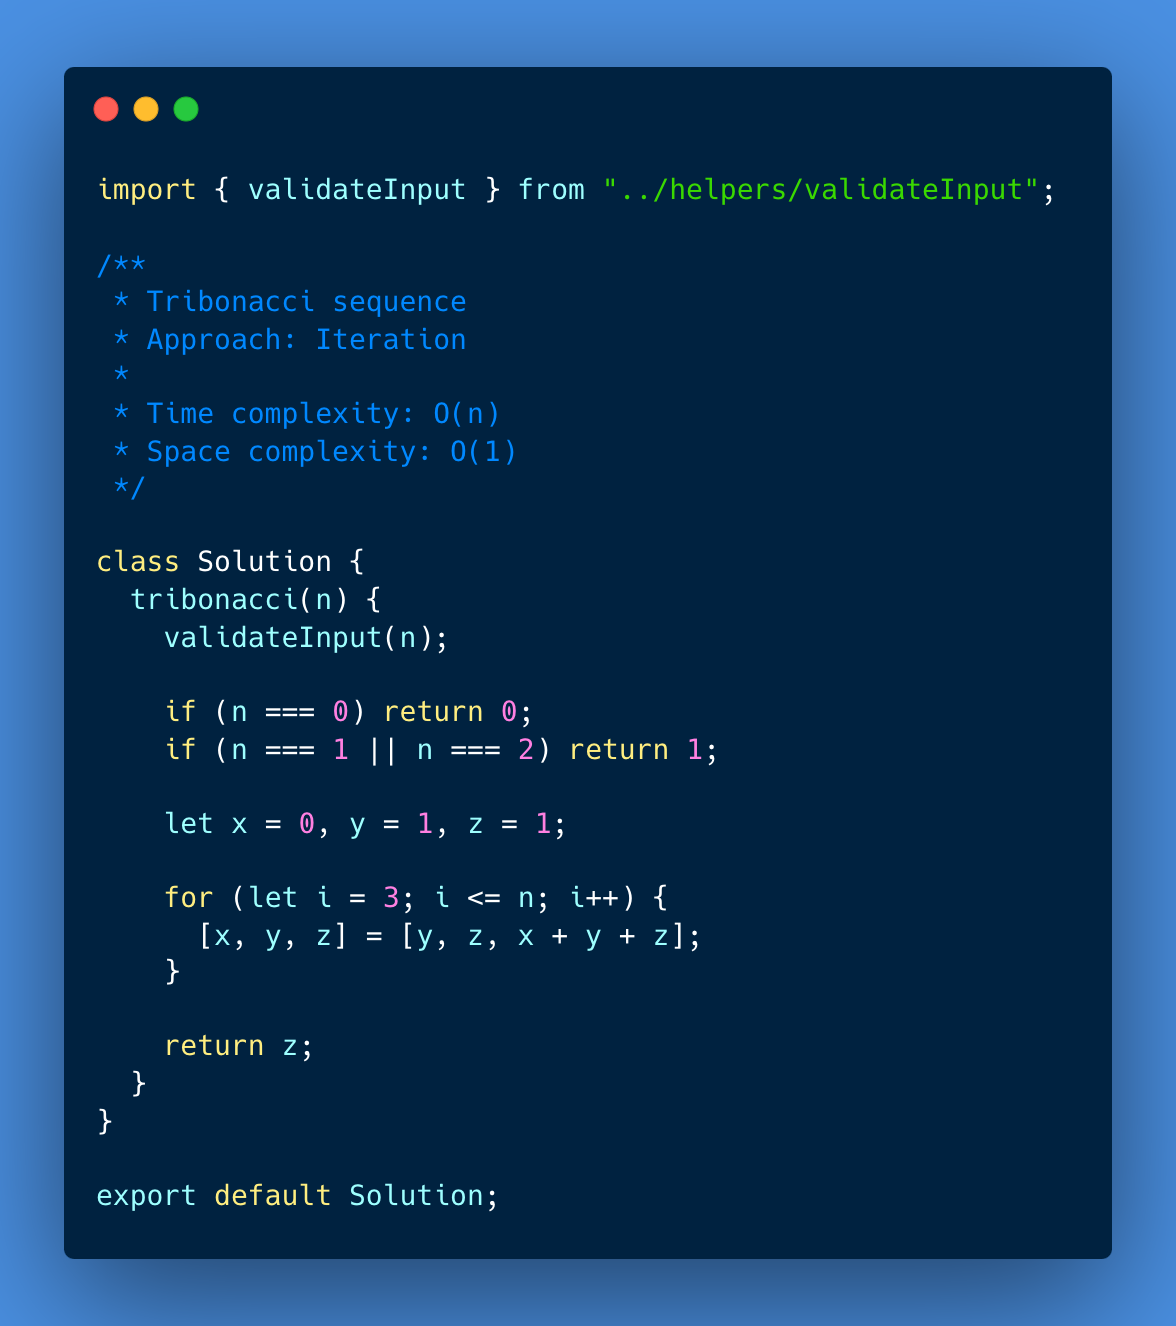 import { validateInput } from "../helpers/validateInput";

/**
 * Tribonacci sequence
 * Approach: Iteration
 *
 * Time complexity: O(n)
 * Space complexity: O(1)
 */

class Solution {
  tribonacci(n) {
    validateInput(n);

    if (n === 0) return 0;
    if (n === 1 || n === 2) return 1;

    let x = 0, y = 1, z = 1;

    for (let i = 3; i <= n; i++) {
      [x, y, z] = [y, z, x + y + z];
    }

    return z;
  }
}

export default Solution;